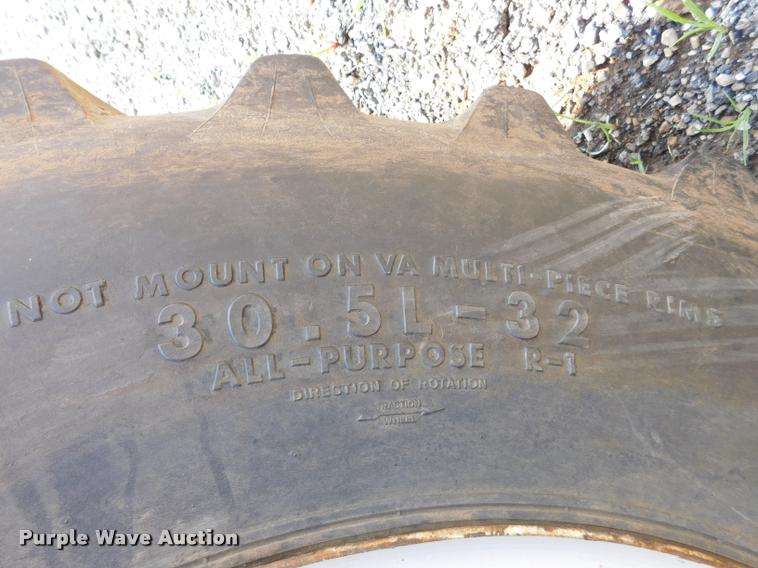 NOT MOUNT ON VA MULTI-PIECE RIMS
30.5L-32
ALL-PURPOSE R-1
DIRECTION OF ROTATION
TRACTION
WHEELS
Purple Wave Auction